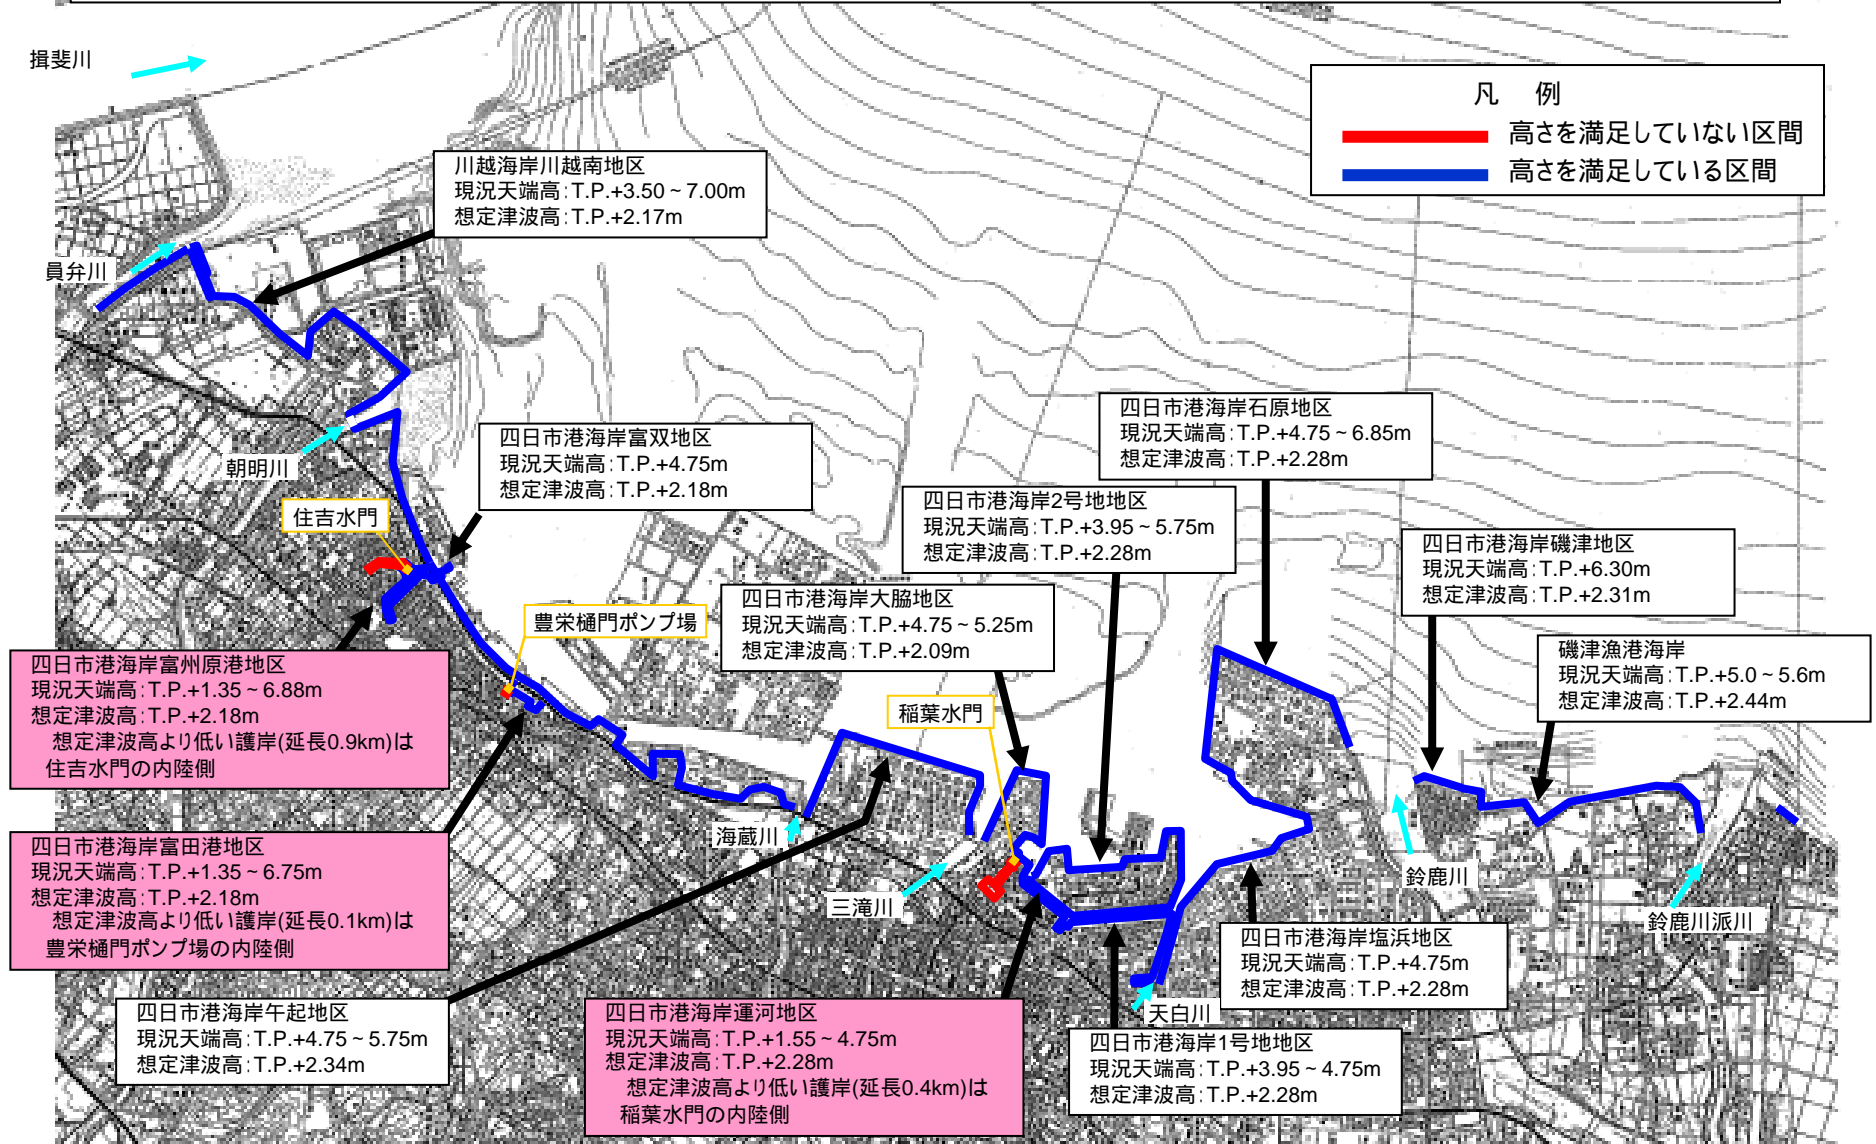 揖斐川
凡　例
高さを満足していない区間
高さを満足している区間
川越海岸川越南地区
現況天端高：T.P.+3.50～7.00m
想定津波高：T.P.+2.17m
員弁川
四日市港海岸石原地区
現況天端高：T.P.+4.75～6.85m
想定津波高：T.P.+2.28m
四日市港海岸富双地区
現況天端高：T.P.+4.75m
想定津波高：T.P.+2.18m
朝明川
住吉水門
四日市港海岸2号地地区
現況天端高：T.P.+3.95～5.75m
想定津波高：T.P.+2.28m
四日市港海岸磯津地区
現況天端高：T.P.+6.30m
想定津波高：T.P.+2.31m
四日市港海岸大脇地区
現況天端高：T.P.+4.75～5.25m
想定津波高：T.P.+2.09m
豊栄樋門ポンプ場
磯津漁港海岸
現況天端高：T.P.+5.0～5.6m
想定津波高：T.P.+2.44m
四日市港海岸富州原港地区
現況天端高：T.P.+1.35～6.88m
想定津波高：T.P.+2.18m
想定津波高より低い護岸(延長0.9km)は
住吉水門の内陸側
稲葉水門
四日市港海岸富田港地区
現況天端高：T.P.+1.35～6.75m
想定津波高：T.P.+2.18m
想定津波高より低い護岸(延長0.1km)は
豊栄樋門ポンプ場の内陸側
海蔵川
三滝川
鈴鹿川
鈴鹿川派川
四日市港海岸塩浜地区
現況天端高：T.P.+4.75m
想定津波高：T.P.+2.28m
四日市港海岸午起地区
現況天端高：T.P.+4.75～5.75m
想定津波高：T.P.+2.34m
四日市港海岸運河地区
現況天端高：T.P.+1.55～4.75m
想定津波高：T.P.+2.28m
想定津波高より低い護岸(延長0.4km)は
稲葉水門の内陸側
天白川
四日市港海岸1号地地区
現況天端高：T.P.+3.95～4.75m
想定津波高：T.P.+2.28m